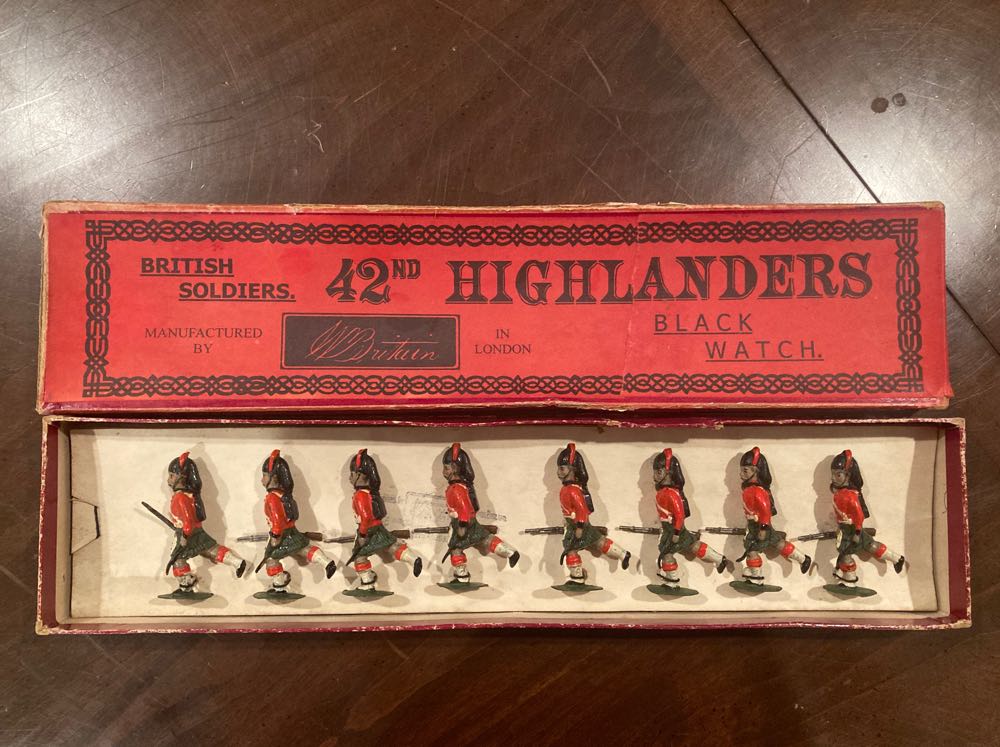 BRITISH
SOLDIERS.
42ND HIGHLANDERS
MANUFACTURED
BY
W Britain
IN
LONDON
BLACK
WATCH.